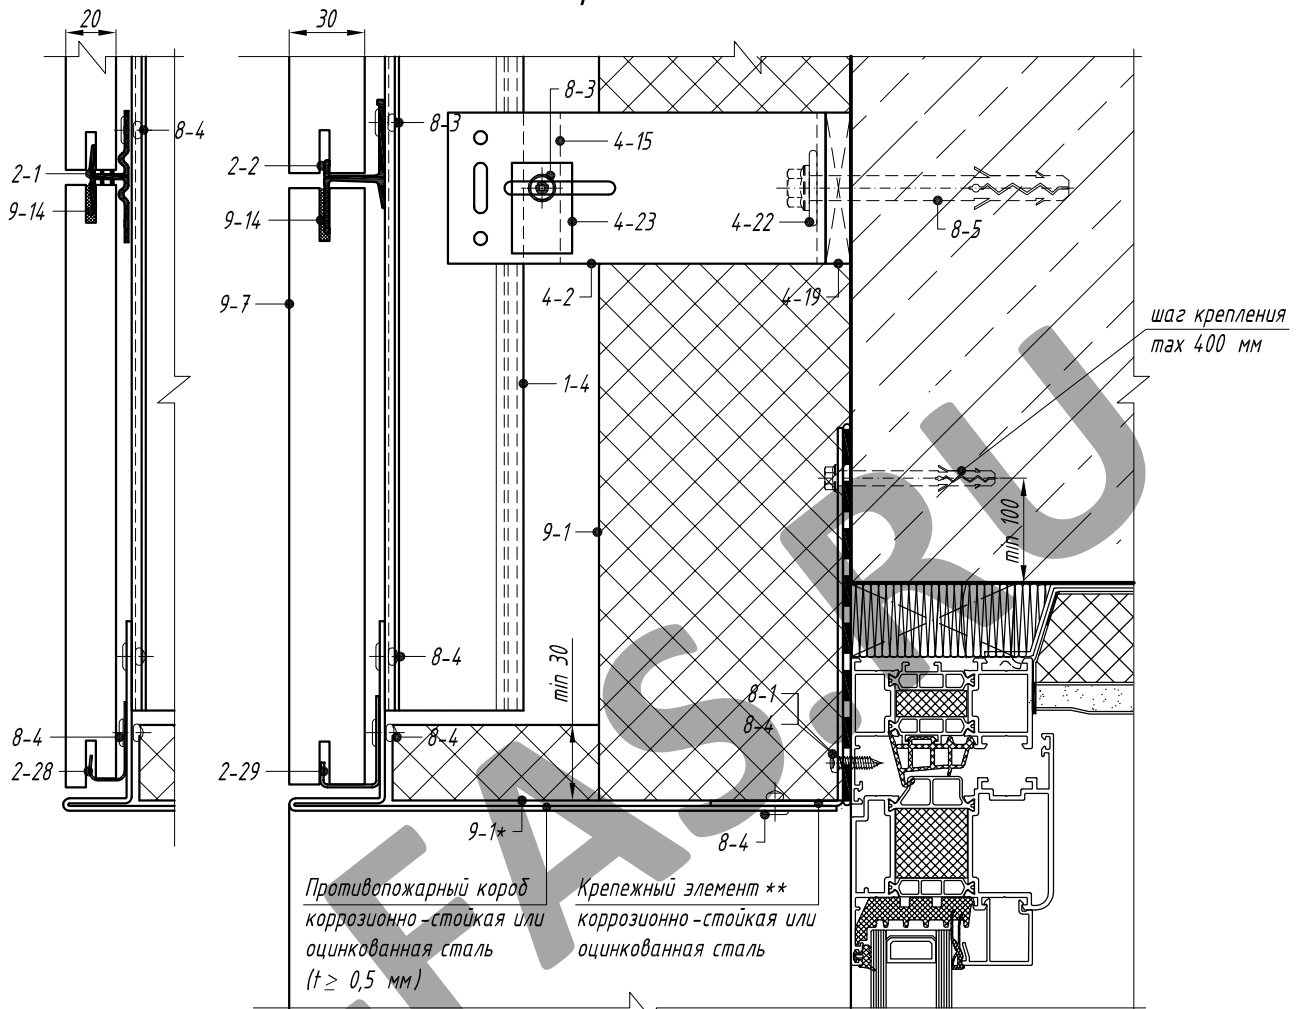 20
30
8-4
8-3
8-3
4-15
2-1
2-2
9-14
9-14
4-23
4-22
8-5
9-7
4-2
4-19
шаг крепления
max 400 мм
1-4
9-1
min 100
8-4
min 30
8-1
8-4
8-4
8-4
2-28
2-29
9-1*
8-4
Противопожарный короб
коррозионно-стойкая или
оцинкованная сталь
(t ≥ 0,5 мм)
Крепежный элемент **
коррозионно-стойкая или
оцинкованная сталь
FAS.RU